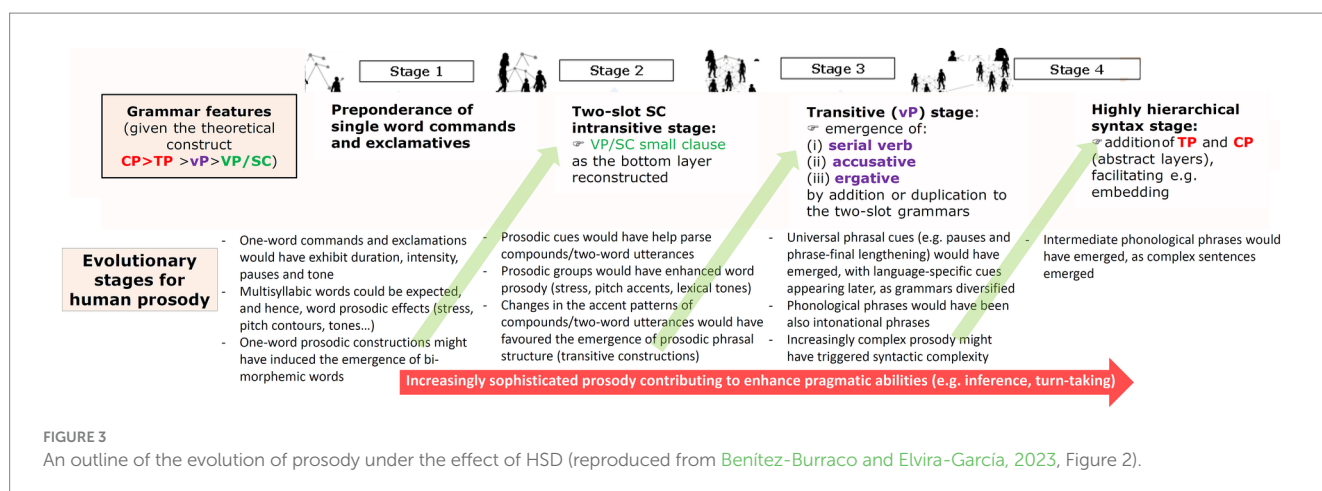 Stage 1
Stage 2
Stage 3
Stage 4
Grammar features
(given the theoretical
construct
CP>TP >vP>VP/SC)
Preponderance of
single word commands
and exclamatives
Two-slot SC
intransitive stage:
☞ VP/SC small clause
as the bottom layer
reconstructed
Transitive (vP) stage:
☞ emergence of:
(i) serial verb
(ii) accusative
(iii) ergative
by addition or duplication to
the two-slot grammars
Highly hierarchical
syntax stage:
☞additionof TP and CP
(abstract layers),
facilitating e.g.
embedding
Evolutionary
stages for
human prosody
- One-word commands and exclamations
would have exhibit duration, intensity,
pauses and tone
- Multisyllabic words could be expected,
and hence, word prosodic effects (stress,
pitch contours, tones...)
- One-word prosodic constructions might
have induced the emergence of bi-
morphemic words
- Prosodic cues would have help parse
compounds/two-word utterances
- Prosodic groups would have enhanced word
prosody (stress, pitch accents, lexical tones)
- Changes in the accent patterns of
compounds/two-word utterances would have
favoured the emergence of prosodic phrasal
structure (transitive constructions)
- Universal phrasal cues (e.g. pauses and
phrase-final lengthening) would have
emerged, with language-specific cues
appearing later, as grammars diversified
- Phonological phrases would have been
also intonational phrases
- Increasingly complex prosody might
have triggered syntactic complexity
- Intermediate phonological phrases would
have emerged, as complex sentences
emerged
Increasingly sophisticated prosody contributing to enhance pragmatic abilities (e.g. inference, turn-taking)
FIGURE 3
An outline of the evolution of prosody under the effect of HSD (reproduced from Benítez-Burraco and Elvira-García, 2023, Figure 2).